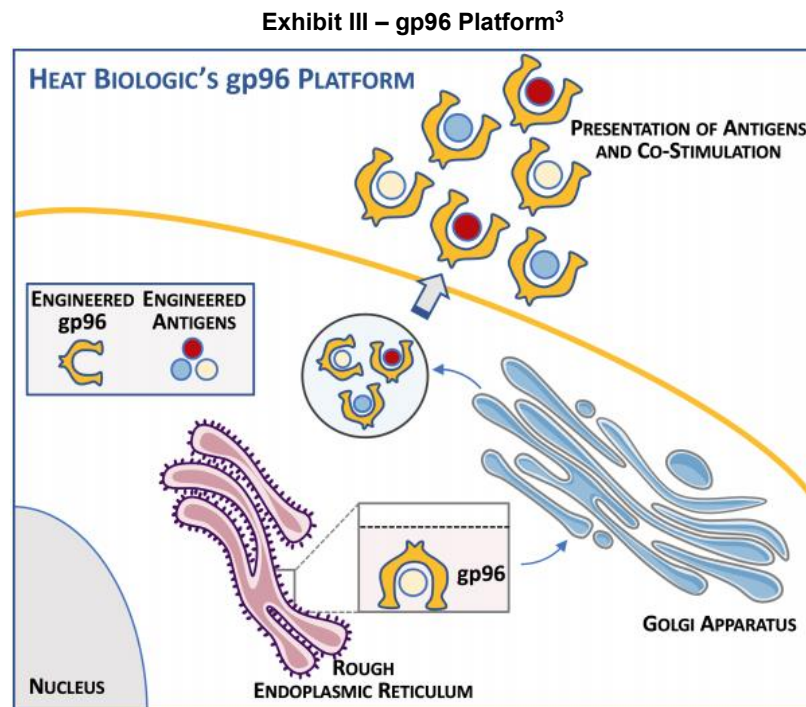 Exhibit III – gp96 Platform³
HEAT BIOLOGIC'S gp96 PLATFORM
PRESENTATION OF ANTIGENS
AND CO-STIMULATION
ENGINEERED
gp96
ENGINEERED
ANTIGENS
gp96
GOLGI APPARATUS
ROUGH
ENDOPLASMIC RETICULUM
NUCLEUS